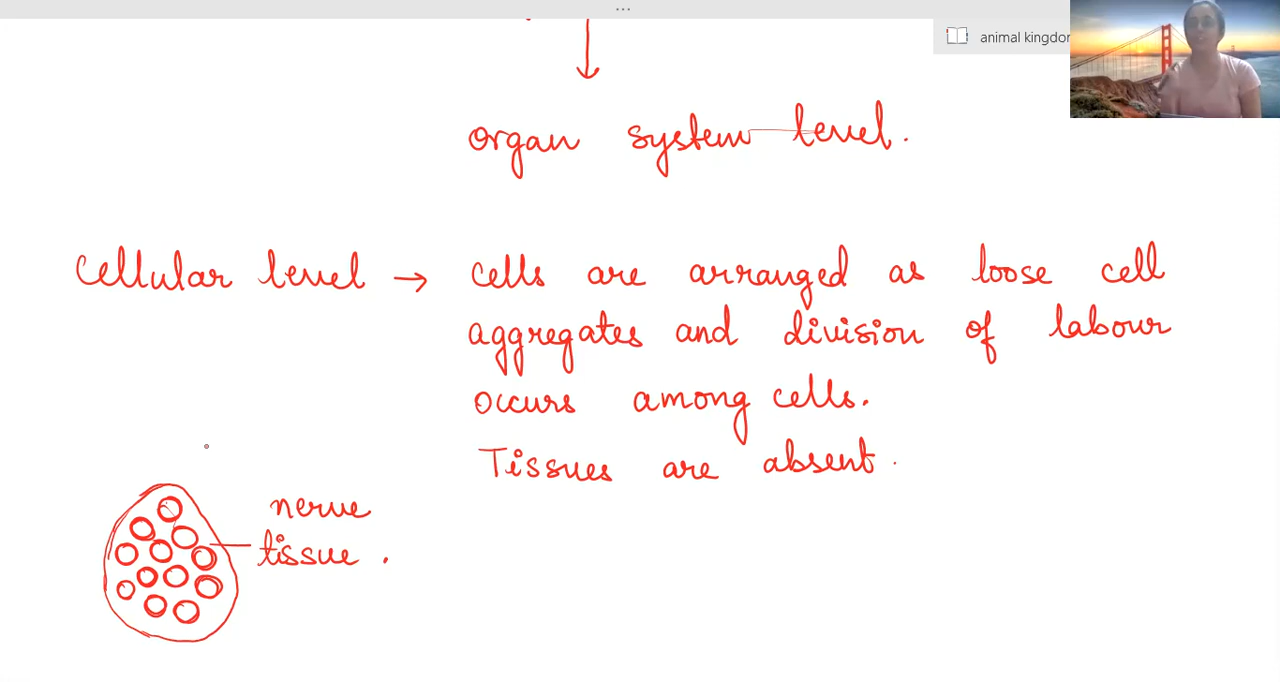 animal kingdom
organ system level.
Cellular level → cells are arranged as loose cell
aggregates and division of labour
occurs among cells.
Tissues are absent.
nerve
tissue.